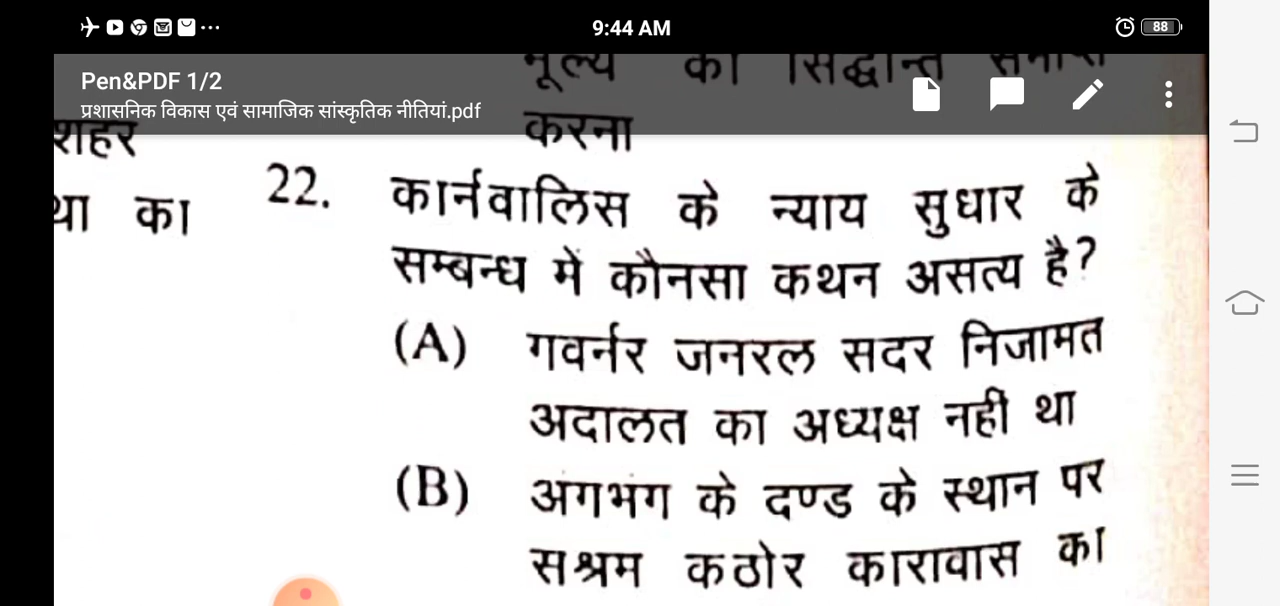 9:44 AM
88
Pen&PDF 1/2
प्रशासनिक विकास एवं सामाजिक सांस्कृतिक नीतियां.pdf
मूल्य का सिद्धान्त समाप्त
करना
शहर
था का
22. कार्नवालिस के न्याय सुधार के
सम्बन्ध में कौनसा कथन असत्य है?
(A) गवर्नर जनरल सदर निजामत
अदालत का अध्यक्ष नहीं था
(B) अंगभंग के दण्ड के स्थान पर
सश्रम कठोर कारावास का